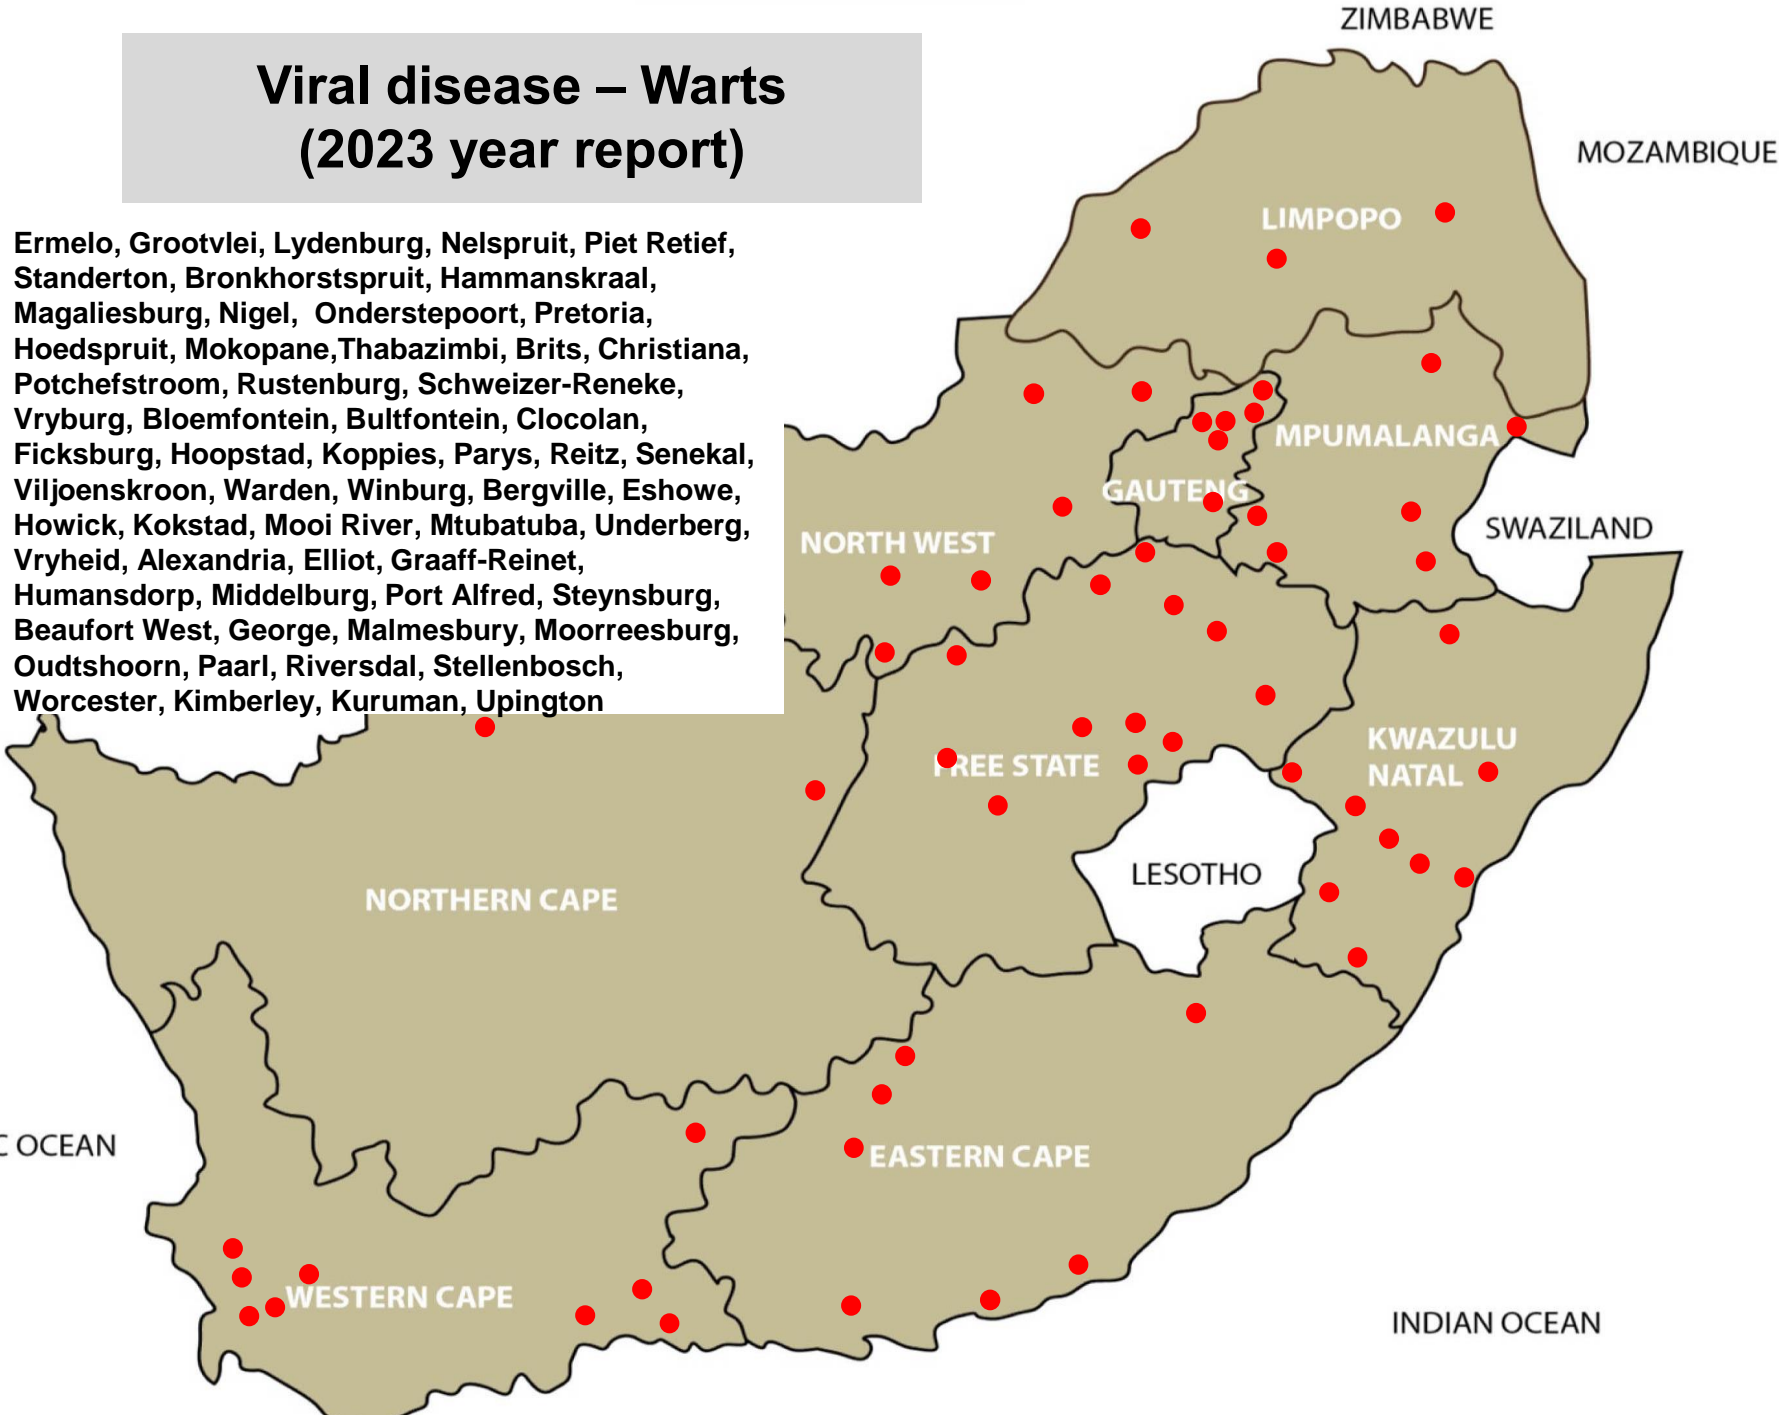 Viral disease – Warts
(2023 year report)
Ermelo, Grootvlei, Lydenburg, Nelspruit, Piet Retief,
Standerton, Bronkhorstspruit, Hammanskraal,
Magaliesburg, Nigel,  Onderstepoort, Pretoria,
Hoedspruit, Mokopane,Thabazimbi, Brits, Christiana,
Potchefstroom, Rustenburg, Schweizer-Reneke,
Vryburg, Bloemfontein, Bultfontein, Clocolan,
Ficksburg, Hoopstad, Koppies, Parys, Reitz, Senekal,
Viljoenskroon, Warden, Winburg, Bergville, Eshowe,
Howick, Kokstad, Mooi River, Mtubatuba, Underberg,
Vryheid, Alexandria, Elliot, Graaff-Reinet,
Humansdorp, Middelburg, Port Alfred, Steynsburg,
Beaufort West, George, Malmesbury, Moorreesburg,
Oudtshoorn, Paarl, Riversdal, Stellenbosch,
Worcester, Kimberley, Kuruman, Upington
ZIMBABWE
MOZAMBIQUE
LIMPOPO
MPUMALANGA
GAUTENG
NORTH WEST
SWAZILAND
KWAZULU
NATAL
FREE STATE
LESOTHO
NORTHERN CAPE
C OCEAN
EASTERN CAPE
WESTERN CAPE
INDIAN OCEAN